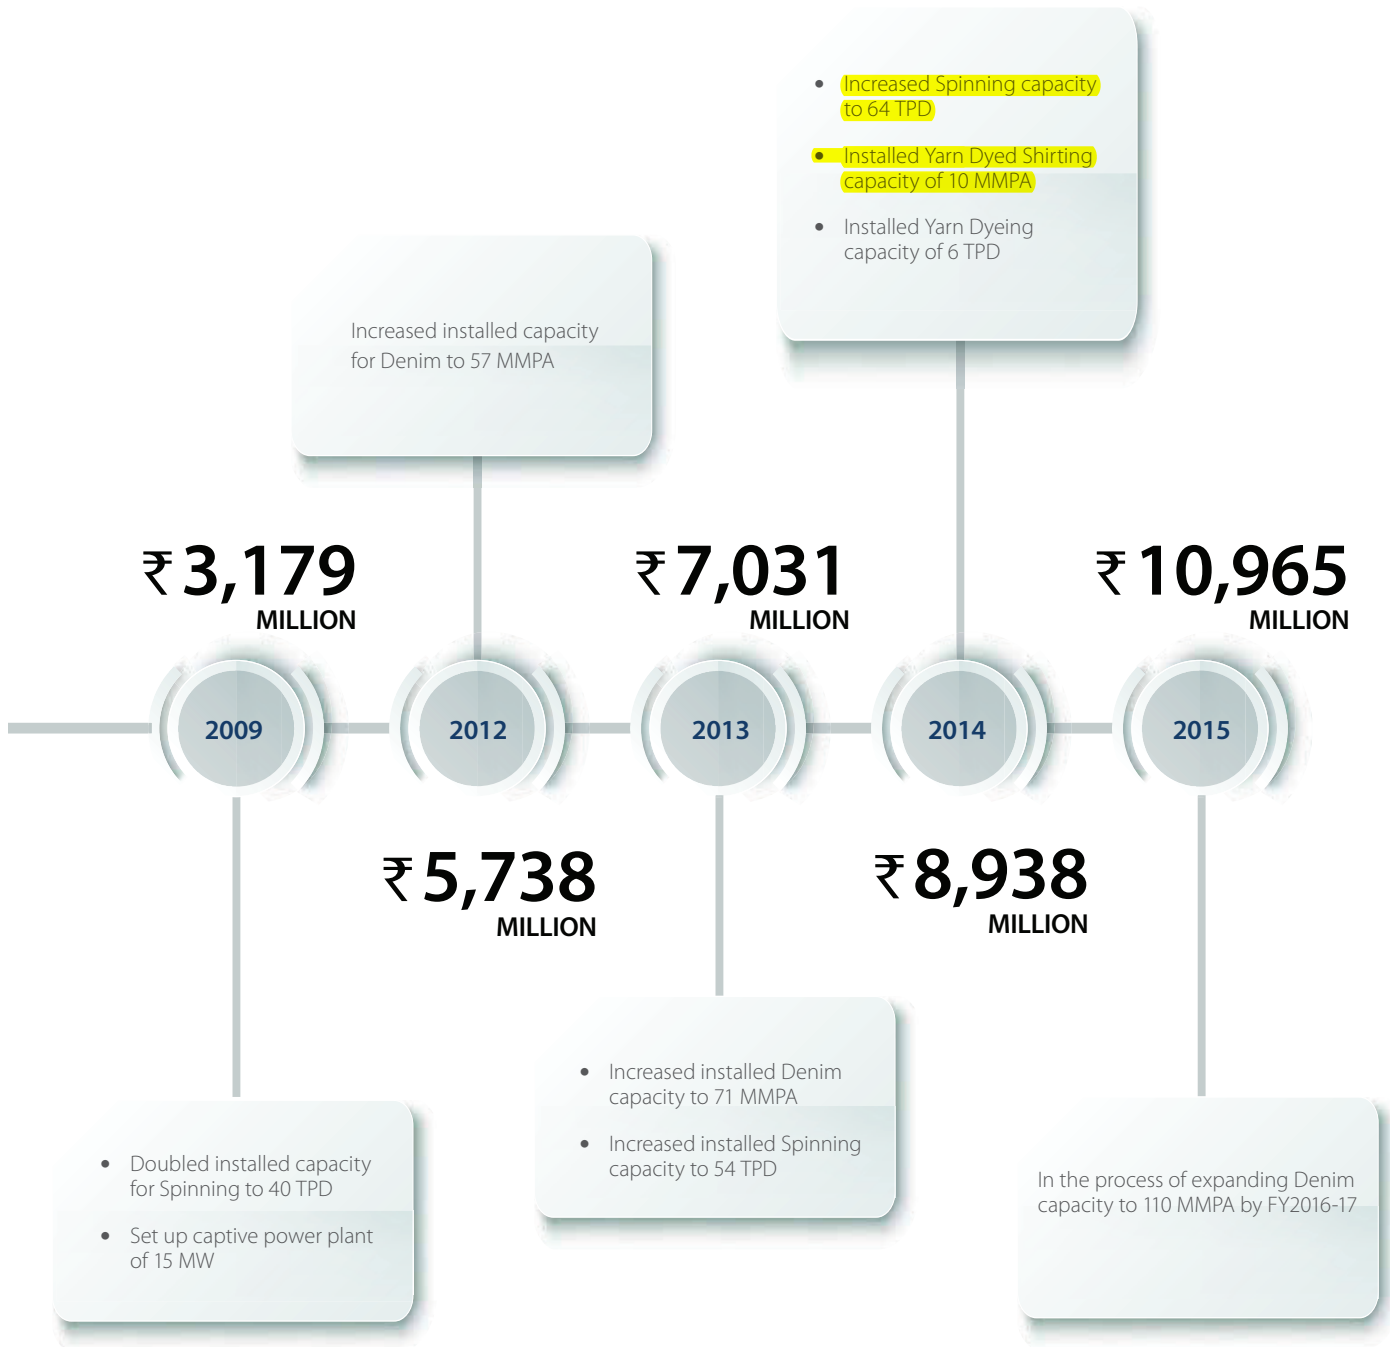 • Increased Spinning capacity
to 64 TPD
• Installed Yarn Dyed Shirting
capacity of 10 MMPA
• Installed Yarn Dyeing
capacity of 6 TPD
Increased installed capacity
for Denim to 57 MMPA
₹ 3,179
MILLION
₹ 7,031
MILLION
₹ 10,965
MILLION
2009
2012
2013
2014
2015
₹ 5,738
MILLION
₹ 8,938
MILLION
• Doubled installed capacity
for Spinning to 40 TPD
• Set up captive power plant
of 15 MW
• Increased installed Denim
capacity to 71 MMPA
• Increased installed Spinning
capacity to 54 TPD
In the process of expanding Denim
capacity to 110 MMPA by FY2016-17